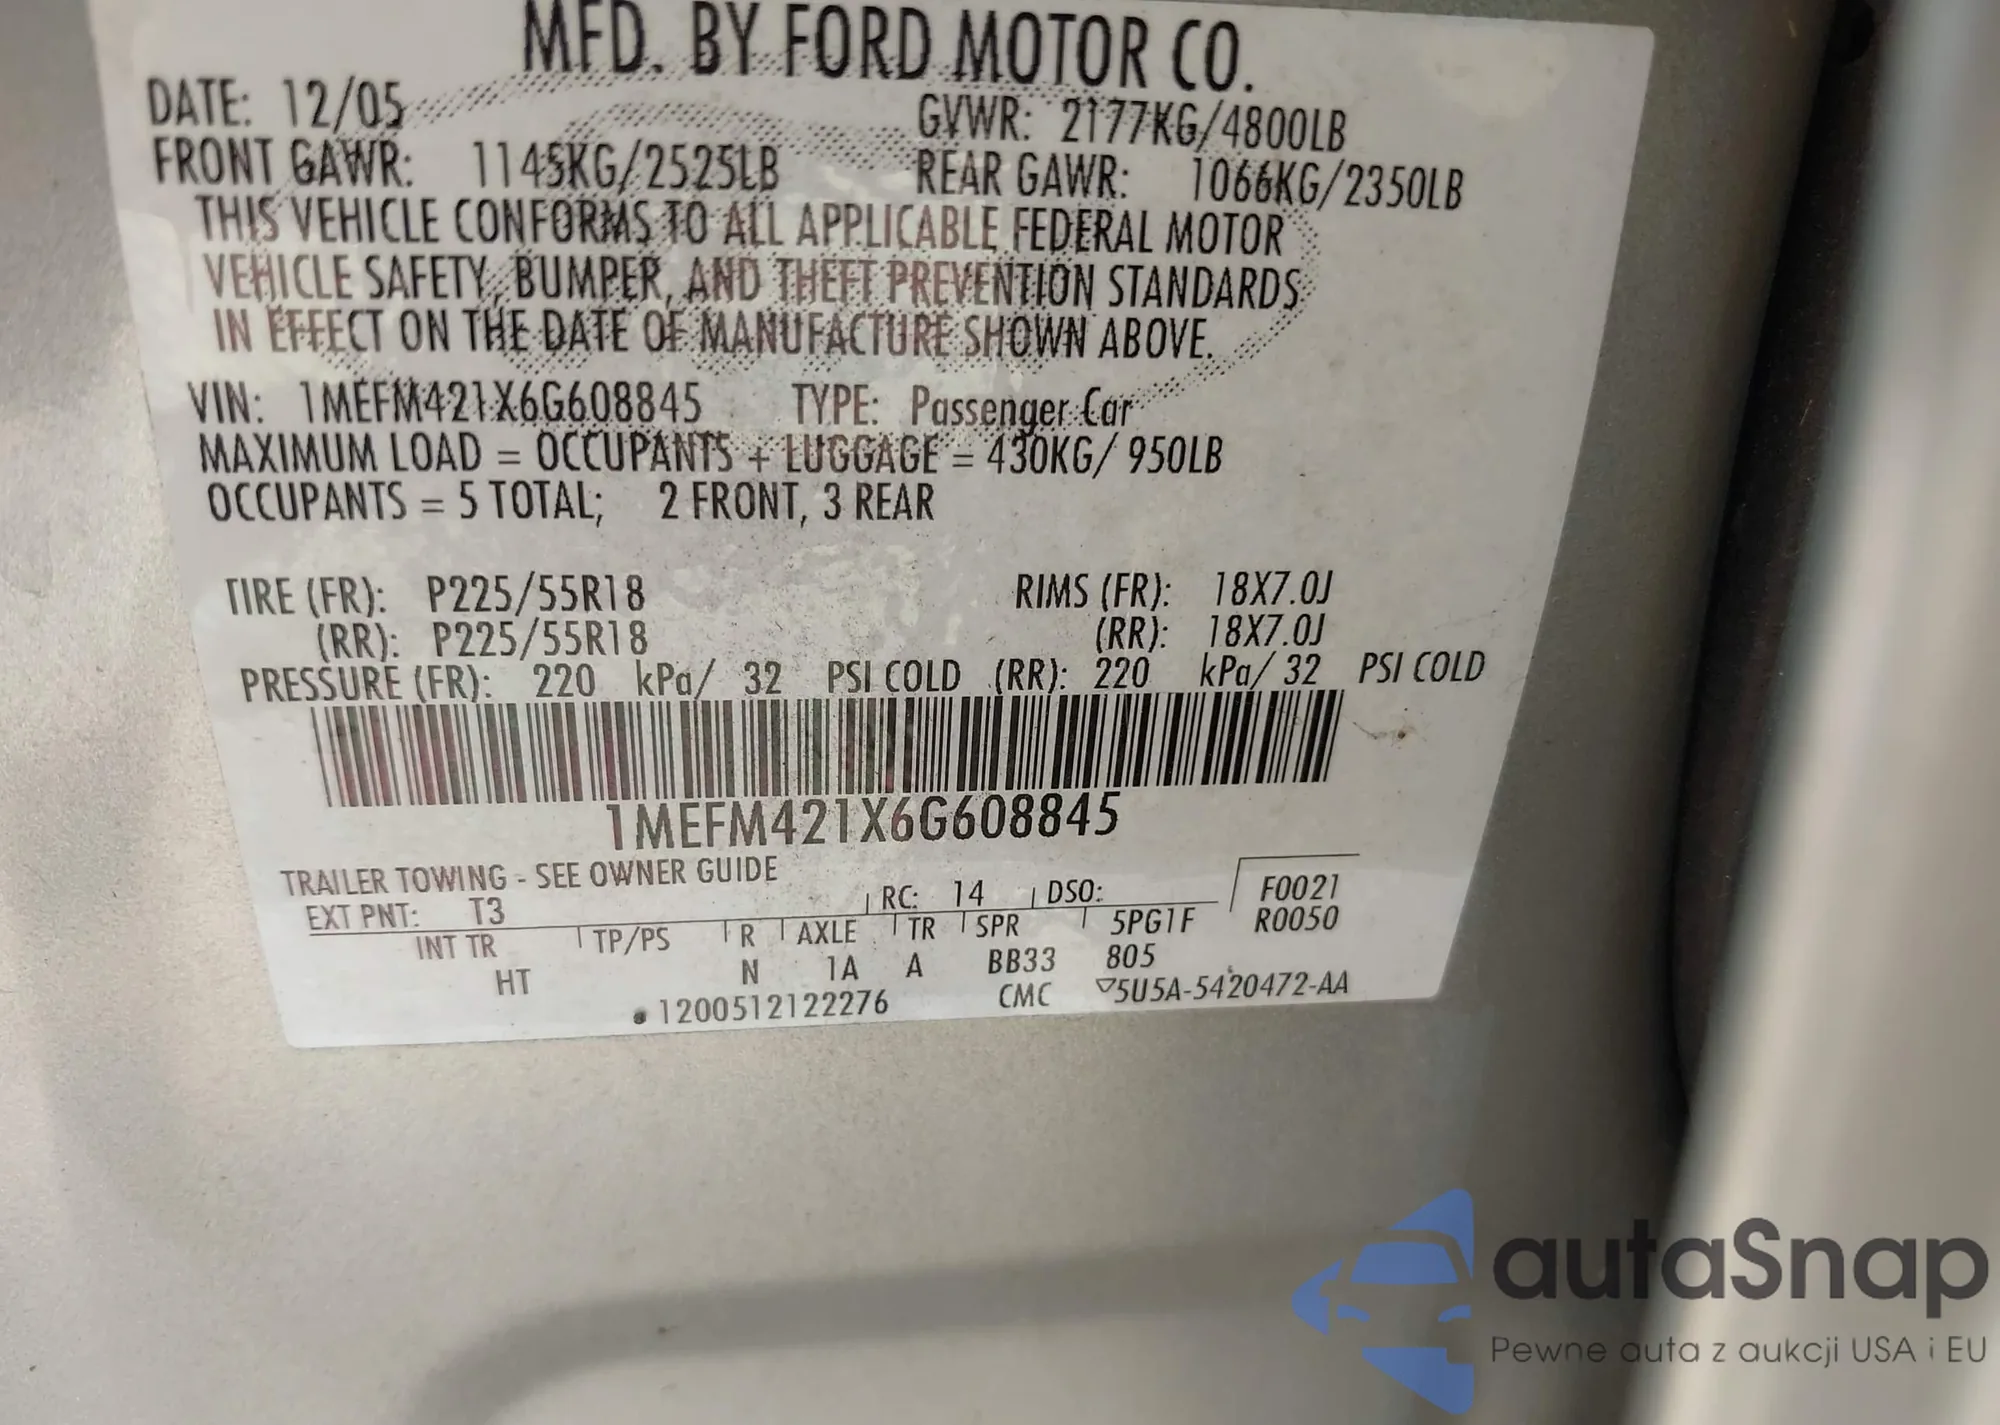 MFD. BY FORD MOTOR CO.
DATE: 12/05 GVWR: 2177KG/4800LB
FRONT GAWR: 1145KG/2525LB REAR GAWR: 1066KG/2350LB
THIS VEHICLE CONFORMS TO ALL APPLICABLE FEDERAL MOTOR
VEHICLE SAFETY, BUMPER, AND THEFT PREVENTION STANDARDS
IN EFFECT ON THE DATE OF MANUFACTURE SHOWN ABOVE.
VIN: 1MEFM421X6G608845 TYPE: Passenger Car
MAXIMUM LOAD = OCCUPANTS + LUGGAGE = 430KG/ 950LB
OCCUPANTS = 5 TOTAL; 2 FRONT, 3 REAR
TIRE (FR): P225/55R18 RIMS (FR): 18X7.0J
(RR): P225/55R18 (RR): 18X7.0J
PRESSURE (FR): 220 kPa/ 32 PSI COLD (RR): 220 kPa/ 32 PSI COLD
1MEFM421X6G608845
TRAILER TOWING - SEE OWNER GUIDE
EXT PNT: T3 RC: 14 DSO: F0021
INT TR TP/PS R AXLE TR SPR 5PG1F R0050
HT N 1A A BB33 805
1200512122276 CMC ▽5U5A-5420472-AA
autaSnap
Pewne auta z aukcji USA i EU